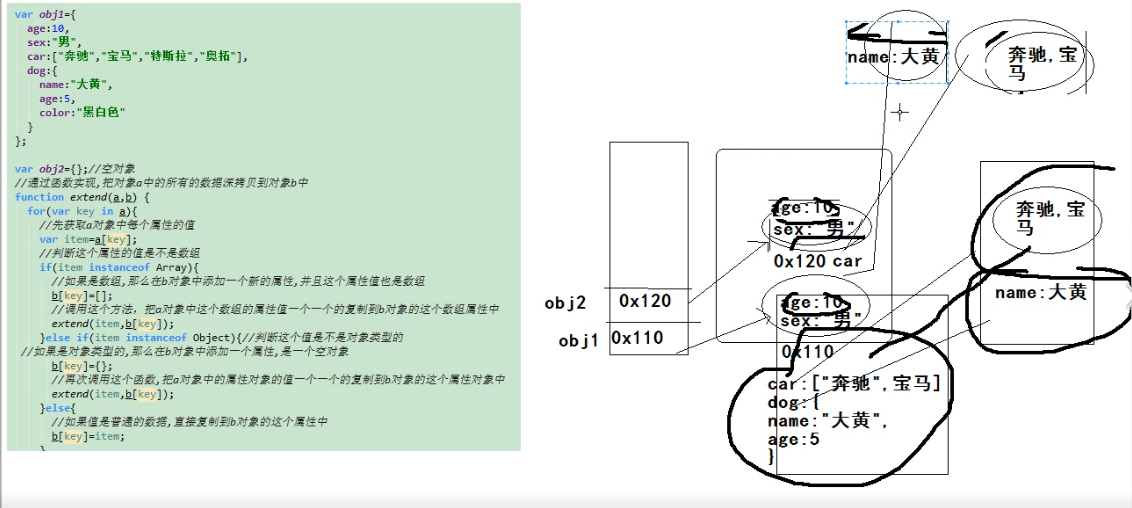 var obj1={
age:10,
sex:"男",
car:["奔驰","宝马","特斯拉","奥拓"],
dog:{
name:"大黄",
age:5,
color:"黑白色"
}
};
var obj2={};//空对象
//通过函数实现,把对象a中的所有的数据深拷贝到对象b中
function extend(a,b) {
for(var key in a){
//先获取a对象中每个属性的值
var item=a[key];
//判断这个属性的值是不是数组
if(item instanceof Array){
//如果是数组,那么在b对象中添加一个新的属性,并且这个属性值也是数组
b[key]=[];
//调用这个方法，把a对象中这个数组的属性值一个一个的复制到b对象的这个数组属性中
extend(item,b[key]);
}else if(item instanceof Object){//判断这个值是不是对象类型的
//如果是对象类型的,那么在b对象中添加一个属性,是一个空对象
b[key]={};
//再次调用这个函数,把a对象中的属性对象的值一个一个的复制到b对象的这个属性对象中
extend(item,b[key]);
}else{
//如果值是普通的数据,直接复制到b对象的这个属性中
b[key]=item;
}
name:大黄
奔驰,宝
马
age:10,
sex: "男"
0x120 car
奔驰,宝
马
name:大黄
obj2 0x120
obj1 0x110
age:10,
sex: "男"
0x110
car:["奔驰",宝马]
dog:{
name:"大黄",
age:5
}